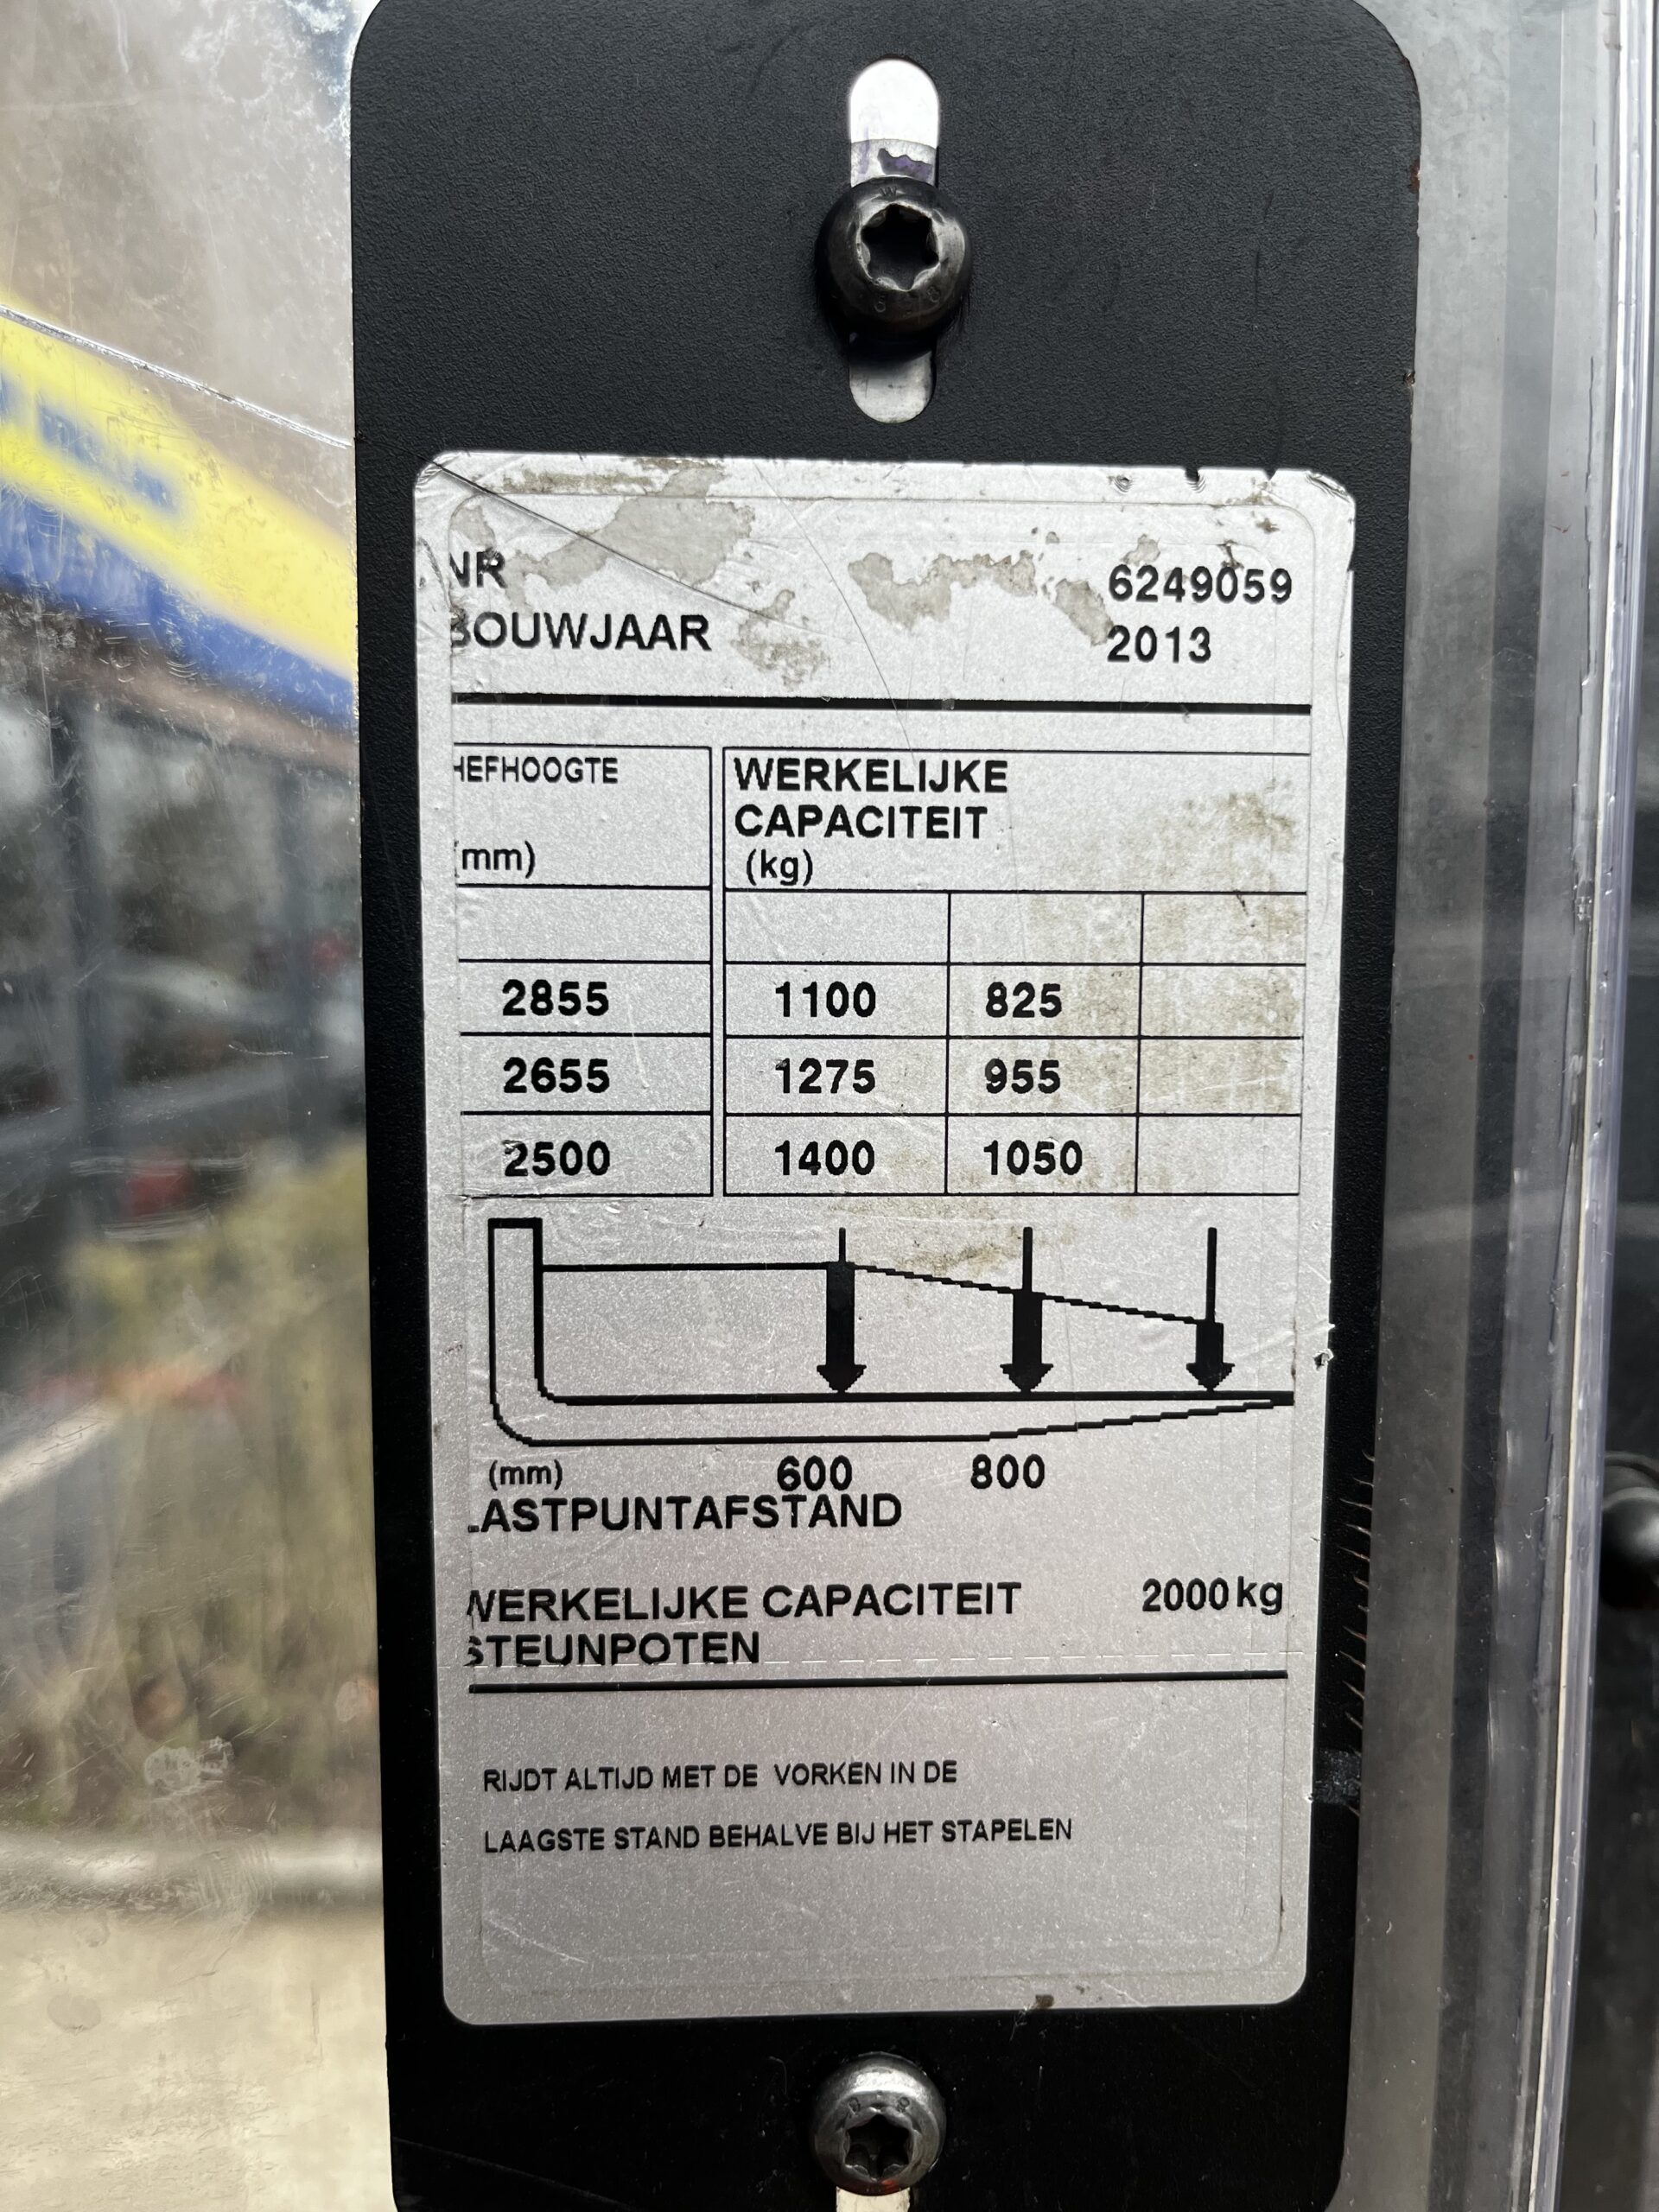 NR 6249059
BOUWJAAR 2013
HEFHOOGTE
(mm)
WERKELIJKE
CAPACITEIT
(kg)
2855 1100 825
2655 1275 955
2500 1400 1050
(mm) 600 800
LASTPUNTAFSTAND
WERKELIJKE CAPACITEIT 2000 kg
STEUNPOTEN
RIJDT ALTIJD MET DE VORKEN IN DE
LAAGSTE STAND BEHALVE BIJ HET STAPELEN